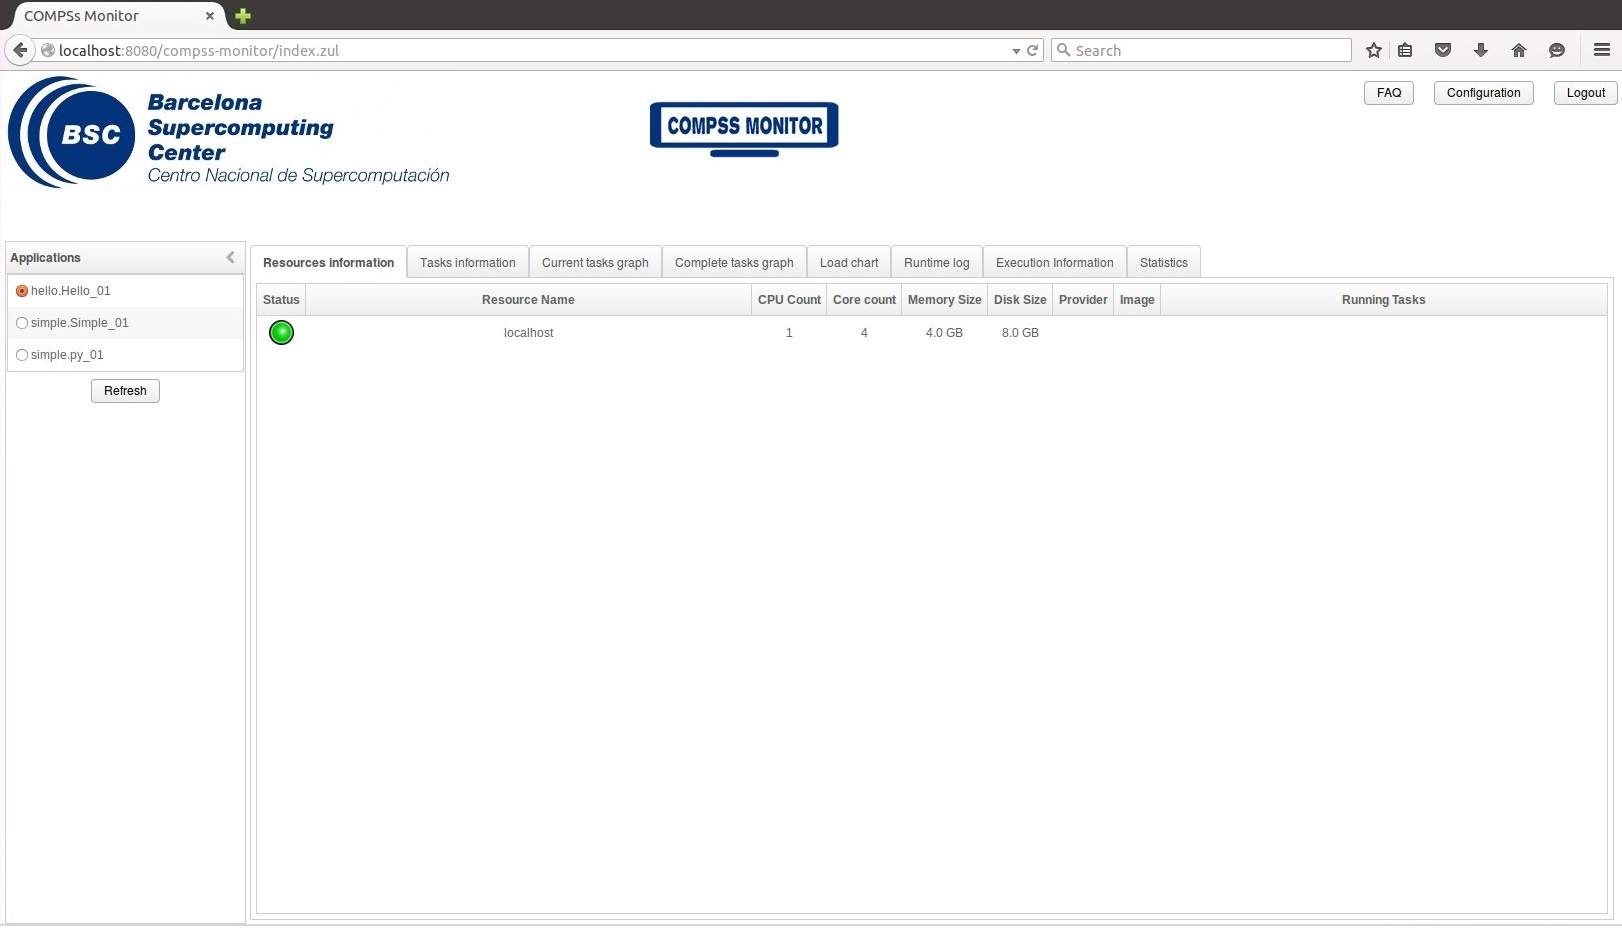 COMPSs Monitor
localhost:8080/compss-monitor/index.zul
Search
BSC
Barcelona
Supercomputing
Center
Centro Nacional de Supercomputación
COMPSS MONITOR
FAQ
Configuration
Logout
Applications
hello.Hello_01
simple.Simple_01
simple.py_01
Refresh
Resources information
Tasks information
Current tasks graph
Complete tasks graph
Load chart
Runtime log
Execution Information
Statistics
Status Resource Name CPU Count Core count Memory Size Disk Size Provider Image Running Tasks
localhost 1 4 4.0 GB 8.0 GB